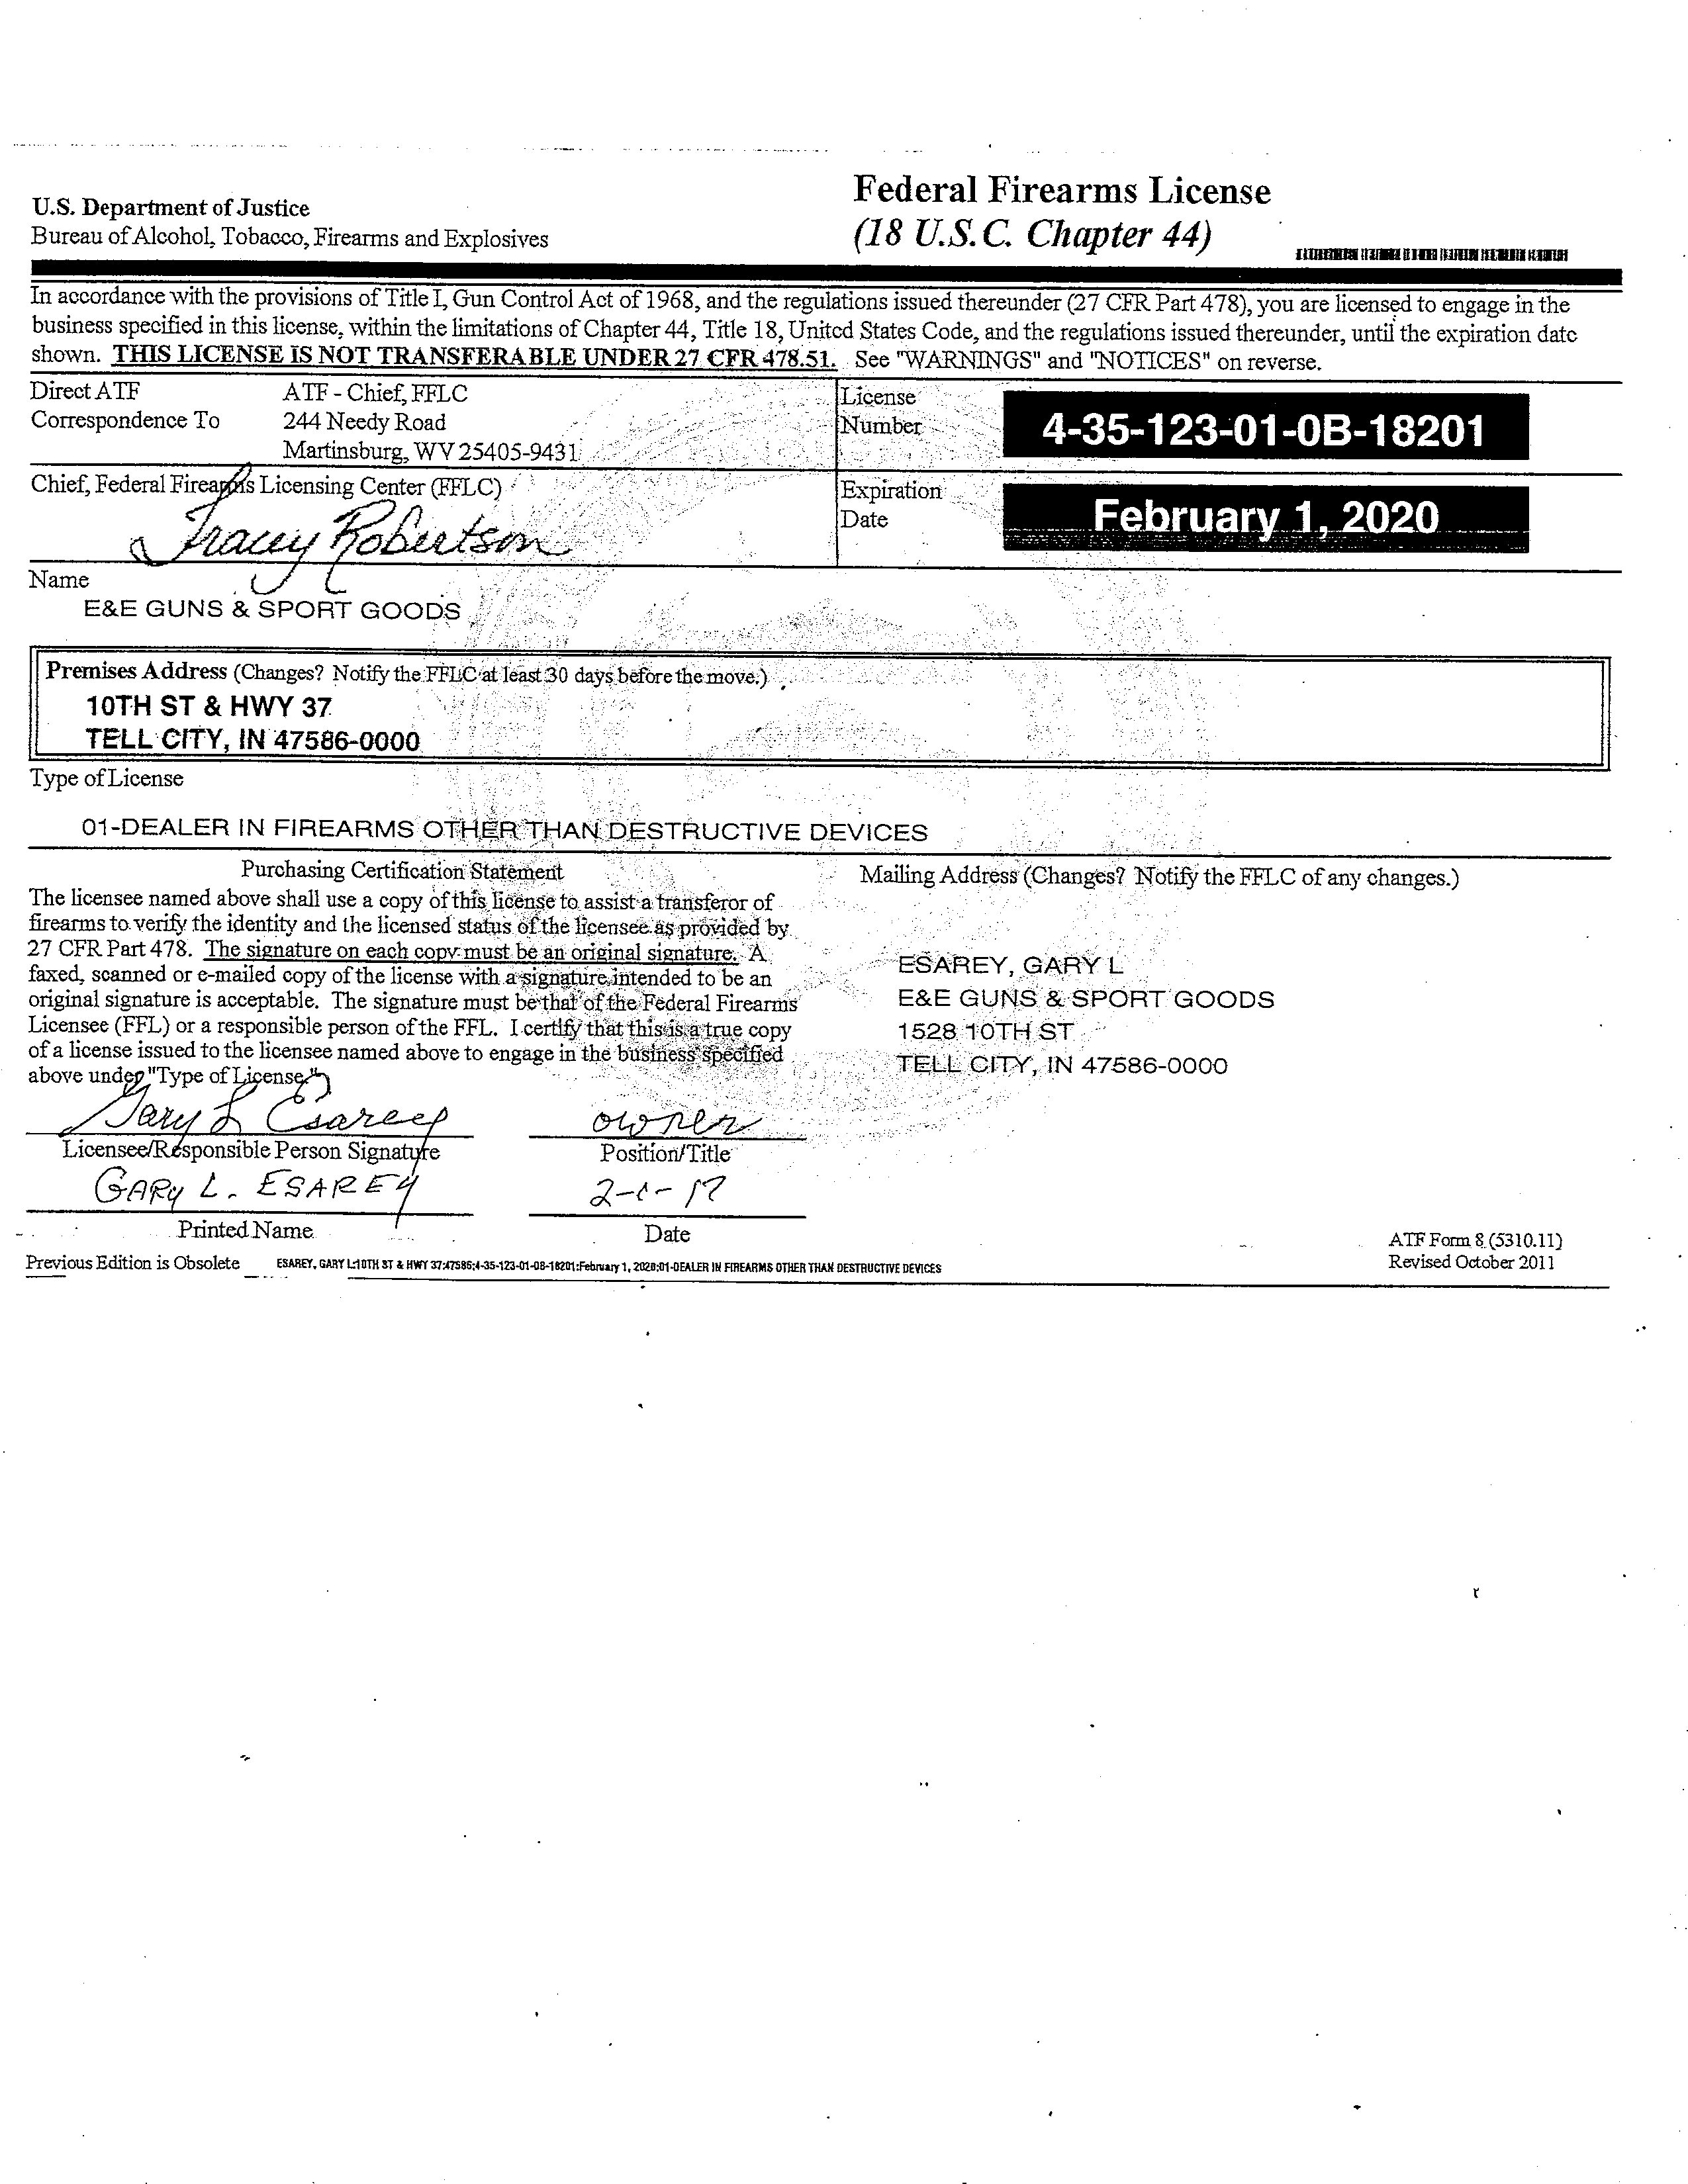 U.S. Department of Justice
Bureau of Alcohol, Tobacco, Firearms and Explosives
Federal Firearms License
(18 U.S.C. Chapter 44)
In accordance with the provisions of Title I, Gun Control Act of 1968, and the regulations issued thereunder (27 CFR Part 478), you are licensed to engage in the
business specified in this license, within the limitations of Chapter 44, Title 18, United States Code, and the regulations issued thereunder, until the expiration date
shown. THIS LICENSE IS NOT TRANSFERABLE UNDER 27 CFR 478.51. See "WARNINGS" and "NOTICES" on reverse.
Direct ATF
Correspondence To
ATF - Chief, FFLC
244 Needy Road
Martinsburg, WV 25405-9431
License
Number
4-35-123-01-0B-18201
Chief, Federal Firearms Licensing Center (FFLC)
Tracey Robertson
Expiration
Date
February 1, 2020
Name
E&E GUNS & SPORT GOODS
Premises Address (Changes? Notify the FFLC at least 30 days before the move.)
10TH ST & HWY 37
TELL CITY, IN 47586-0000
Type of License
01-DEALER IN FIREARMS OTHER THAN DESTRUCTIVE DEVICES
Purchasing Certification Statement
The licensee named above shall use a copy of this license to assist a transferor of
firearms to verify the identity and the licensed status of the licensee as provided by
27 CFR Part 478. The signature on each copy must be an original signature. A
faxed, scanned or e-mailed copy of the license with a signature intended to be an
original signature is acceptable. The signature must be that of the Federal Firearms
Licensee (FFL) or a responsible person of the FFL. I certify that this is a true copy
of a license issued to the licensee named above to engage in the business specified
above under "Type of License."
Mailing Address (Changes? Notify the FFLC of any changes.)
ESAREY, GARY L
E&E GUNS & SPORT GOODS
1528 10TH ST
TELL CITY, IN 47586-0000
Gary L Esarey
owner
Licensee/Responsible Person Signature
Position/Title
GARY L. ESAREY
2-1-17
Printed Name
Date
ATF Form 8 (5310.11)
Revised October 2011
Previous Edition is Obsolete
ESAREY, GARY L:10TH ST & HWY 37:47586:4-35-123-01-0B-18201:February 1, 2020:01-DEALER IN FIREARMS OTHER THAN DESTRUCTIVE DEVICES